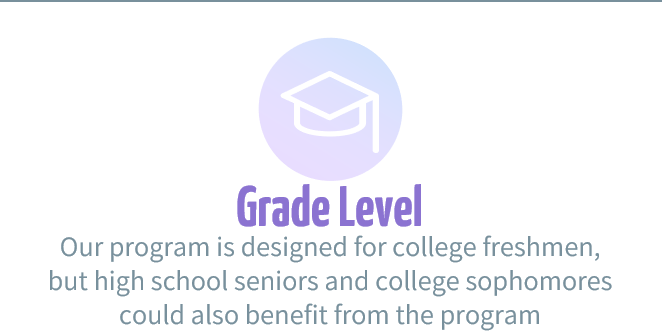 Grade Level
Our program is designed for college freshmen,
but high school seniors and college sophomores
could also benefit from the program